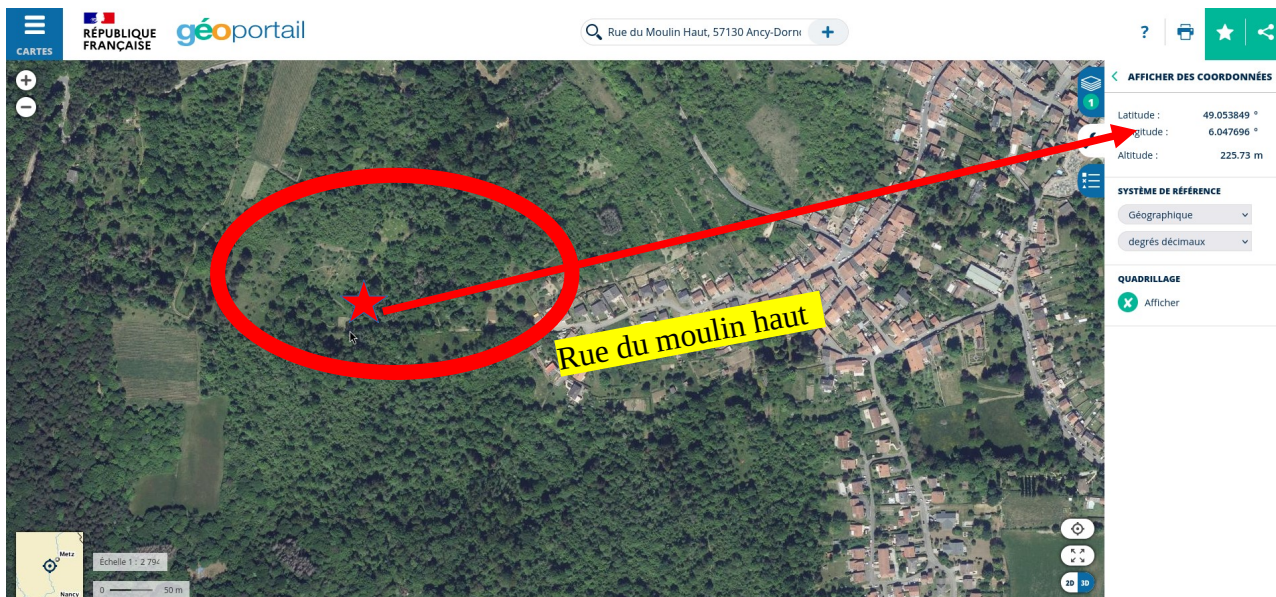 CARTES
RÉPUBLIQUE
FRANÇAISE
géoportail
Rue du Moulin Haut, 57130 Ancy-Dorn
?
AFFICHER DES COORDONNÉES
1
Latitude : 49.053849 °
gitude : 6.047696 °
Altitude : 225.73 m
SYSTÈME DE RÉFÉRENCE
Géographique
degrés décimaux
QUADRILLAGE
Afficher
Rue du moulin haut
Metz
Nancy
Échelle 1 : 2 794
0 50 m
2D 3D